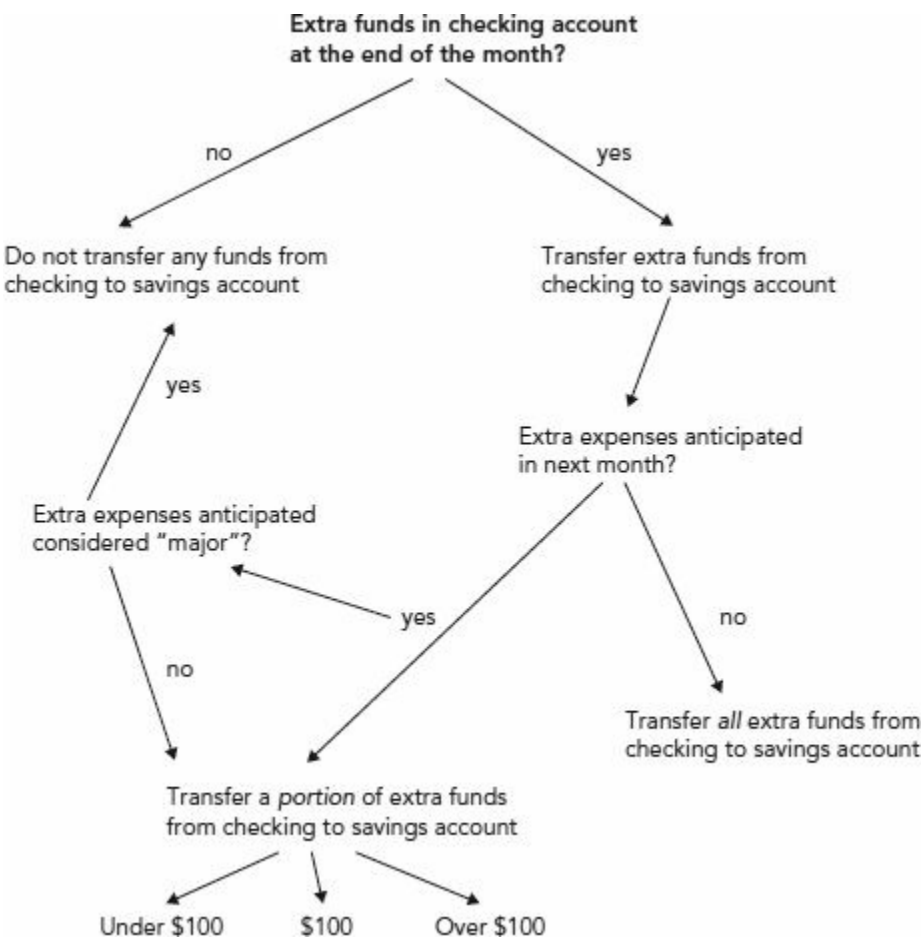 Extra funds in checking account
at the end of the month?
no
yes
Do not transfer any funds from
checking to savings account
Transfer extra funds from
checking to savings account
yes
Extra expenses anticipated
in next month?
Extra expenses anticipated
considered “major”?
yes
no
no
Transfer all extra funds from
checking to savings account
Transfer a portion of extra funds
from checking to savings account
Under $100
$100
Over $100